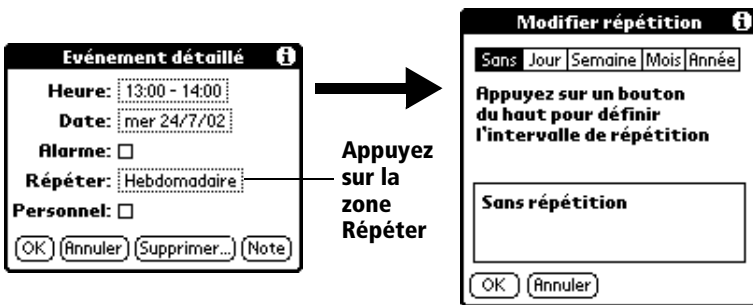 Evénement détaillé
Heure: 13:00 - 14:00
Date: mer 24/7/02
Alarme:
Répéter: Hebdomadaire
Personnel:
OK Annuler Supprimer... Note
Appuyez
sur la
zone
Répéter
Modifier répétition
Sans Jour Semaine Mois Année
Appuyez sur un bouton
du haut pour définir
l'intervalle de répétition
Sans répétition
OK Annuler